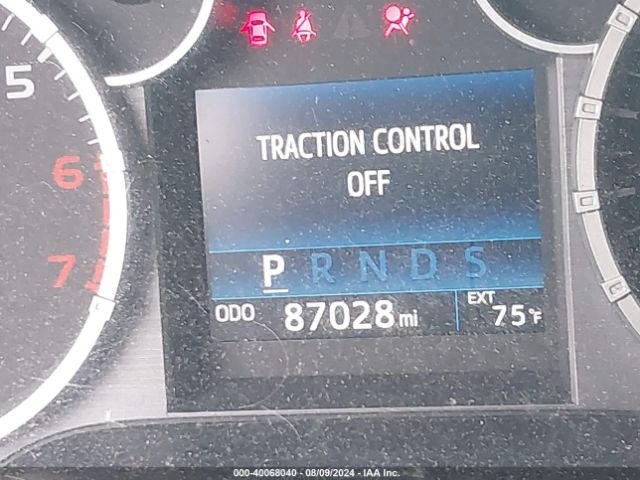 5
6
7
TRACTION CONTROL
OFF
P R N D S
ODO 87028 mi
EXT 75°F
000-40068040 - 08/09/2024 - IAA Inc.